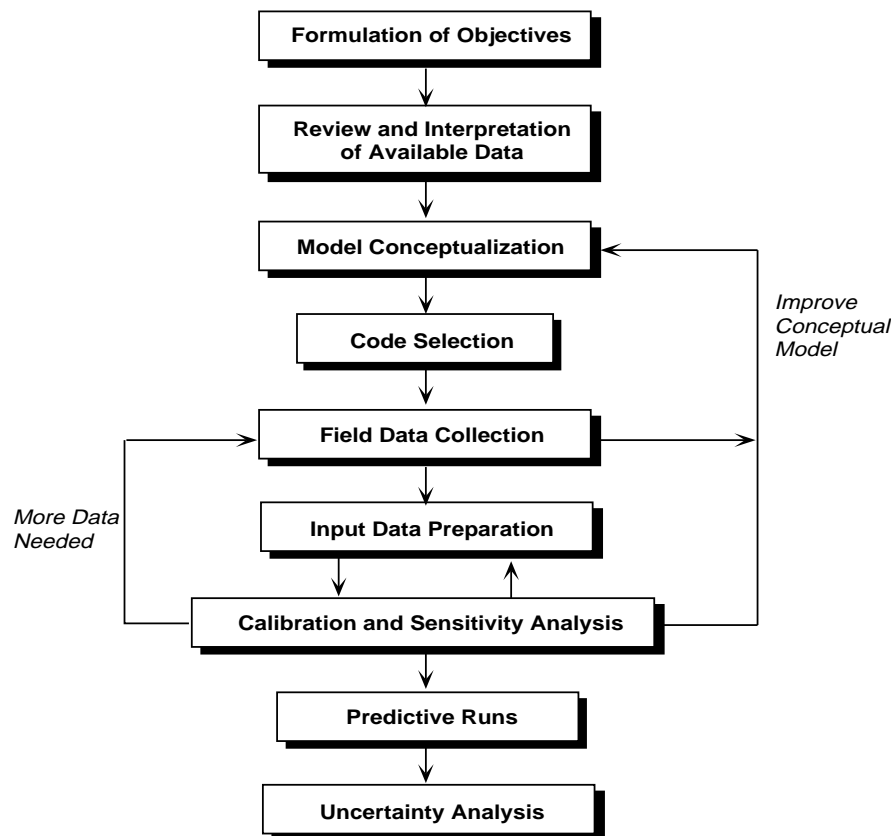 Formulation of Objectives
Review and Interpretation
of Available Data
Model Conceptualization
Improve
Conceptual
Model
Code Selection
Field Data Collection
More Data
Needed
Input Data Preparation
Calibration and Sensitivity Analysis
Predictive Runs
Uncertainty Analysis